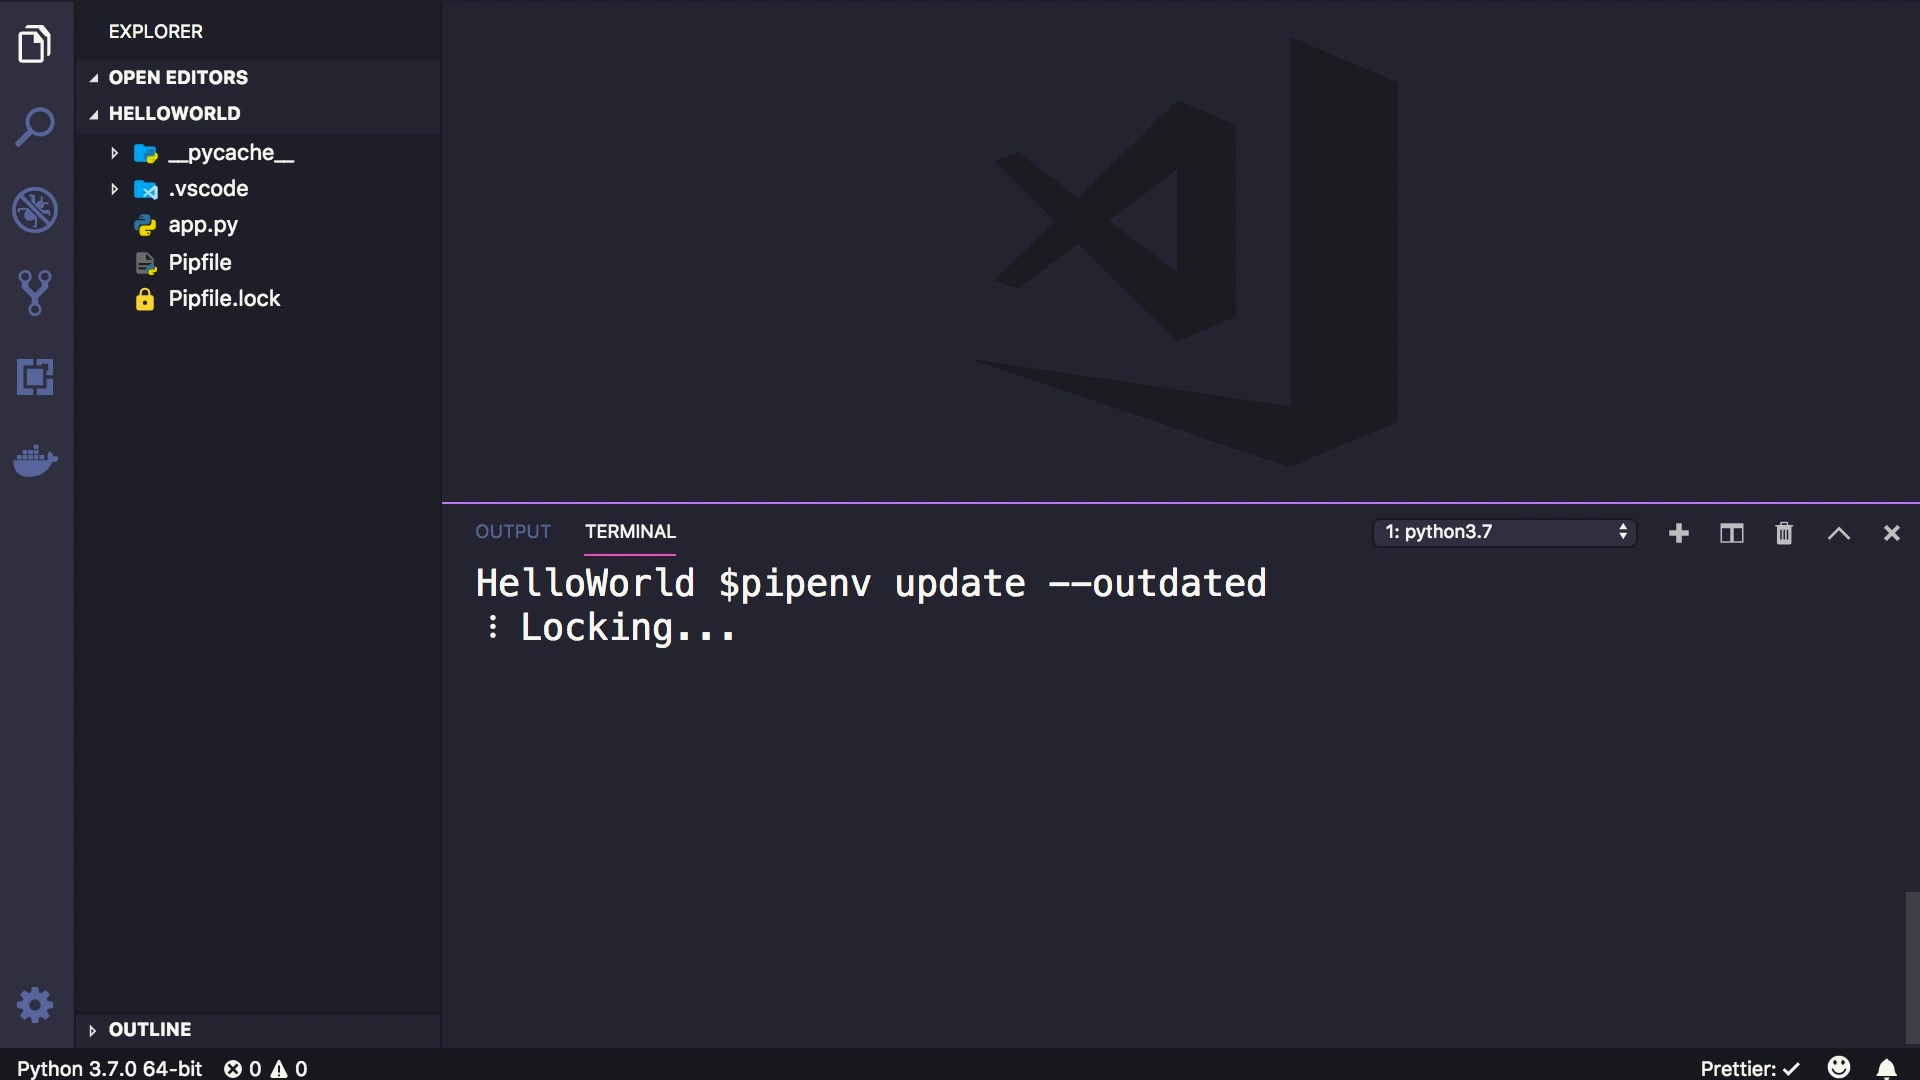 EXPLORER
OPEN EDITORS
HELLOWORLD
__pycache__
.vscode
app.py
Pipfile
Pipfile.lock
OUTLINE
OUTPUT TERMINAL 1: python3.7
HelloWorld $pipenv update --outdated
Locking...
Python 3.7.0 64-bit 0 0 Prettier: ✓